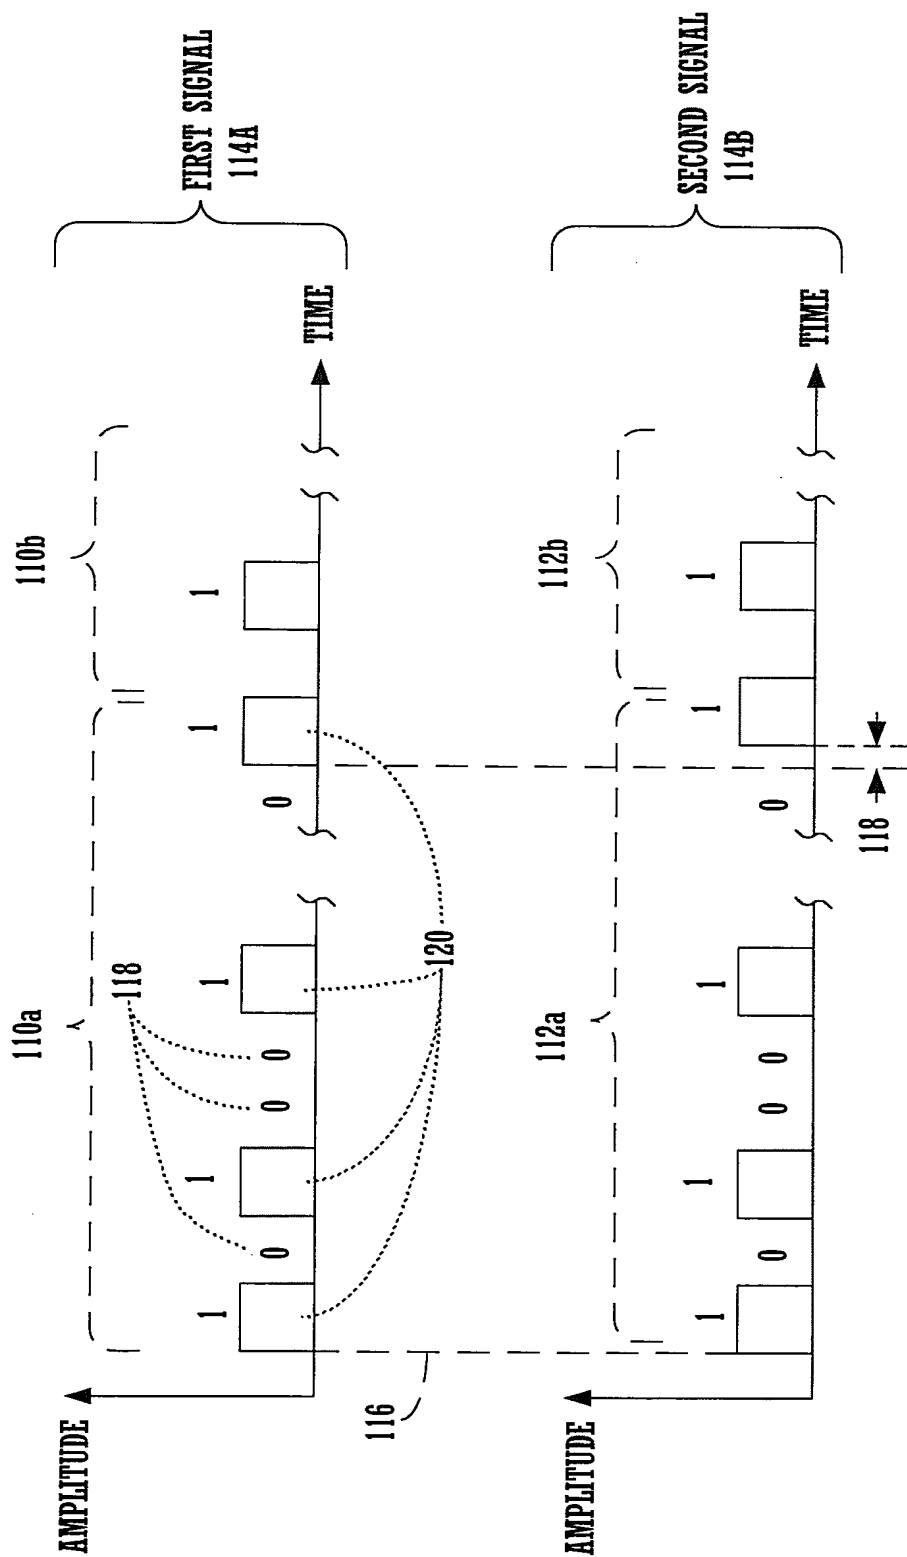 110a
110b
AMPLITUDE
118
1
0
1
0
0
1
0
1
1
TIME
FIRST SIGNAL
114A
120
116
112a
112b
AMPLITUDE
1
0
1
0
0
1
0
1
1
TIME
SECOND SIGNAL
114B
118